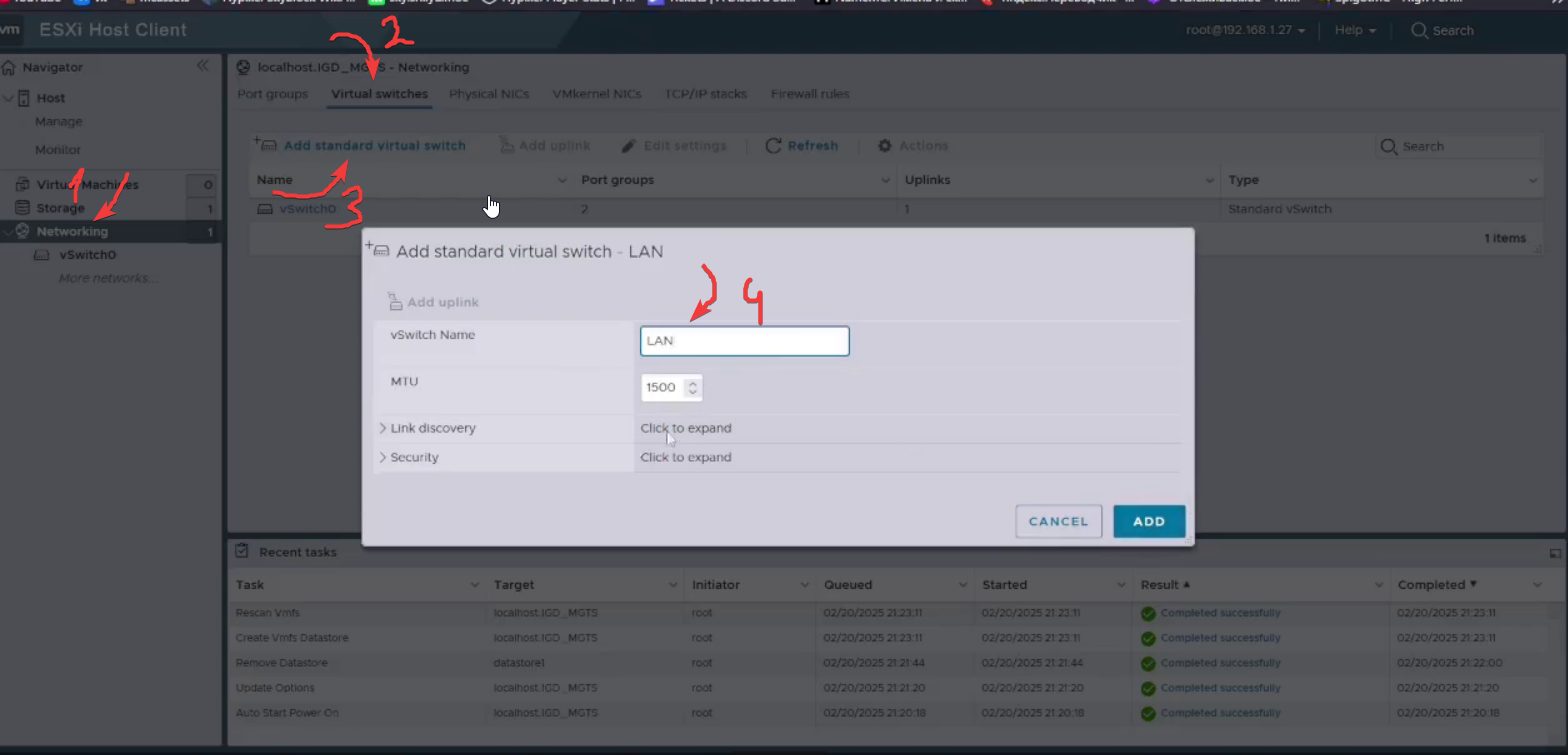 vm ESXi Host Client
root@192.168.1.27
Help
Search
Navigator
Host
Manage
Monitor
Virtual Machines 0
Storage 1
Networking 1
vSwitch0
More networks...
localhost.IGD_MGTS - Networking
Port groups Virtual switches Physical NICs VMkernel NICs TCP/IP stacks Firewall rules
Add standard virtual switch Add uplink Edit settings Refresh Actions Search
Name Port groups Uplinks Type
vSwitch0 2 1 Standard vSwitch
1 items
1
2
3
4
Add standard virtual switch - LAN
Add uplink
vSwitch Name LAN
MTU 1500
Link discovery Click to expand
Security Click to expand
CANCEL ADD
Recent tasks
Task Target Initiator Queued Started Result Completed
Rescan Vmfs localhost.IGD_MGTS root 02/20/2025 21:23:11 02/20/2025 21:23:11 Completed successfully 02/20/2025 21:23:11
Create Vmfs Datastore localhost.IGD_MGTS root 02/20/2025 21:23:11 02/20/2025 21:23:11 Completed successfully 02/20/2025 21:23:11
Remove Datastore datastore1 root 02/20/2025 21:21:44 02/20/2025 21:21:44 Completed successfully 02/20/2025 21:22:00
Update Options localhost.IGD_MGTS root 02/20/2025 21:21:20 02/20/2025 21:21:20 Completed successfully 02/20/2025 21:21:20
Auto Start Power On localhost.IGD_MGTS root 02/20/2025 21:20:18 02/20/2025 21:20:18 Completed successfully 02/20/2025 21:20:18